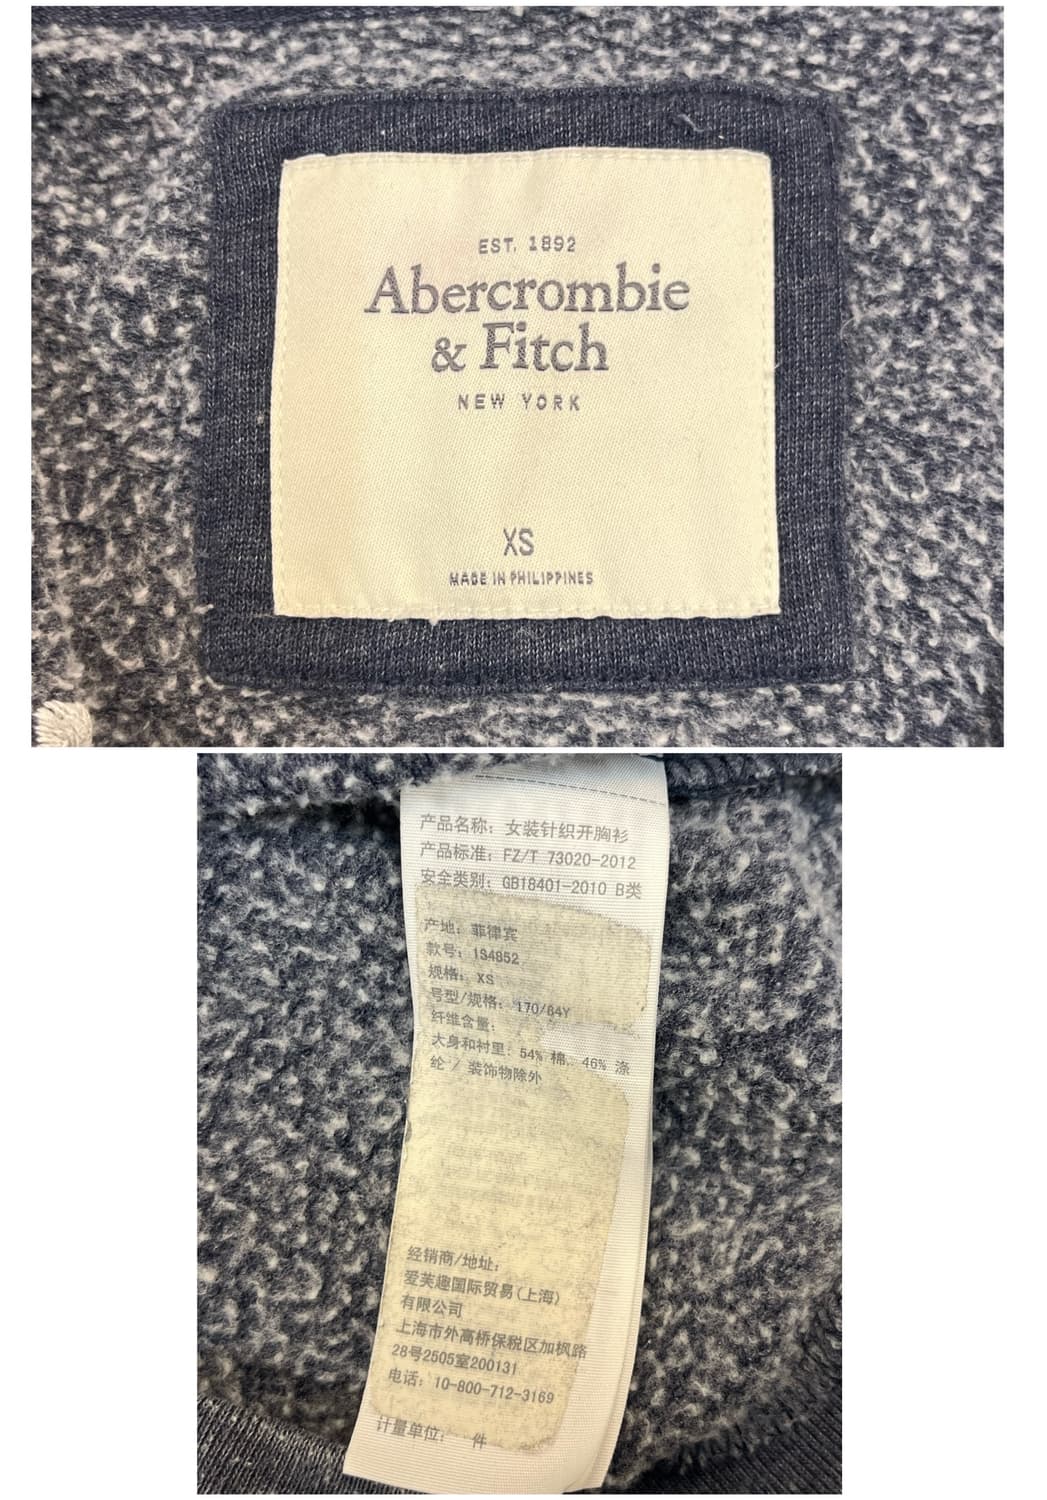 EST. 1892
Abercrombie
& Fitch
NEW YORK
XS
MADE IN PHILIPPINES
产品名称: 女装针织开胸衫
产品标准: FZ/T 73020-2012
安全类别: GB18401-2010 B类
产地: 菲律宾
款号: 1S4852
规格: XS
号型/规格: 170/84Y
纤维含量:
大身和衬里: 54% 棉.. 46% 涤
纶 / 装饰物除外
经销商/地址:
爱芙趣国际贸易(上海)
有限公司
上海市外高桥保税区加枫路
28号2505室200131
电话: 10-800-712-3169
计量单位: 件